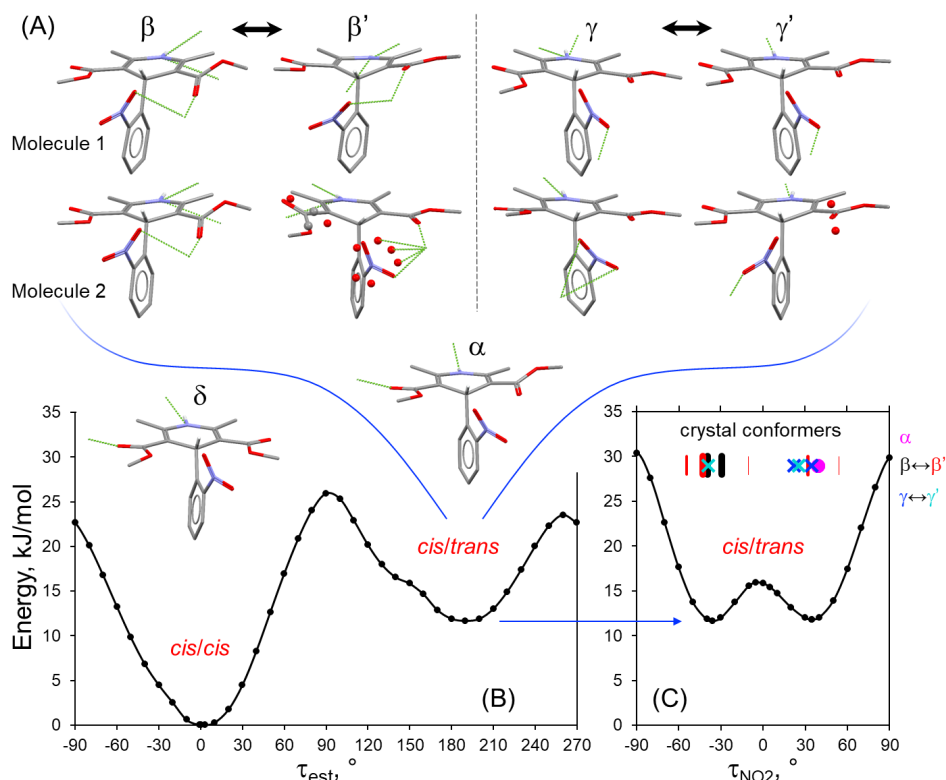 (A)
β ↔ β’
γ ↔ γ’
Molecule 1
Molecule 2
α
δ
Energy, kJ/mol
35
30
25
20
15
10
5
0
-90 -60 -30 0 30 60 90 120 150 180 210 240 270
τest, °
cis/cis
cis/trans
(B)
35
30
25
20
15
10
5
0
-90 -60 -30 0 30 60 90
τNO2, °
crystal conformers
α
β↔β’
γ↔γ’
cis/trans
(C)